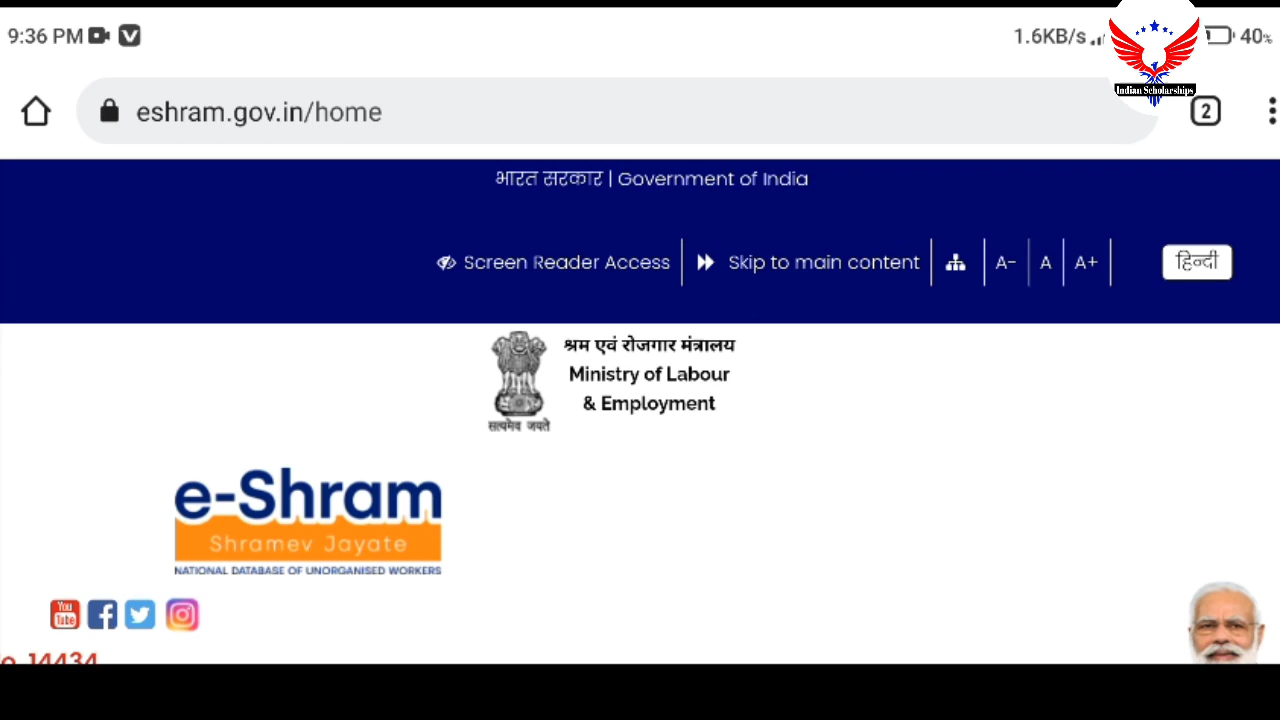 9:36 PM
1.6KB/s
40%
Indian Scholarships
eshram.gov.in/home
2
भारत सरकार | Government of India
Screen Reader Access
Skip to main content
A-
A
A+
हिन्दी
श्रम एवं रोजगार मंत्रालय
Ministry of Labour
& Employment
सत्यमेव जयते
e-Shram
Shramev Jayate
NATIONAL DATABASE OF UNORGANISED WORKERS
You
Tube
14434